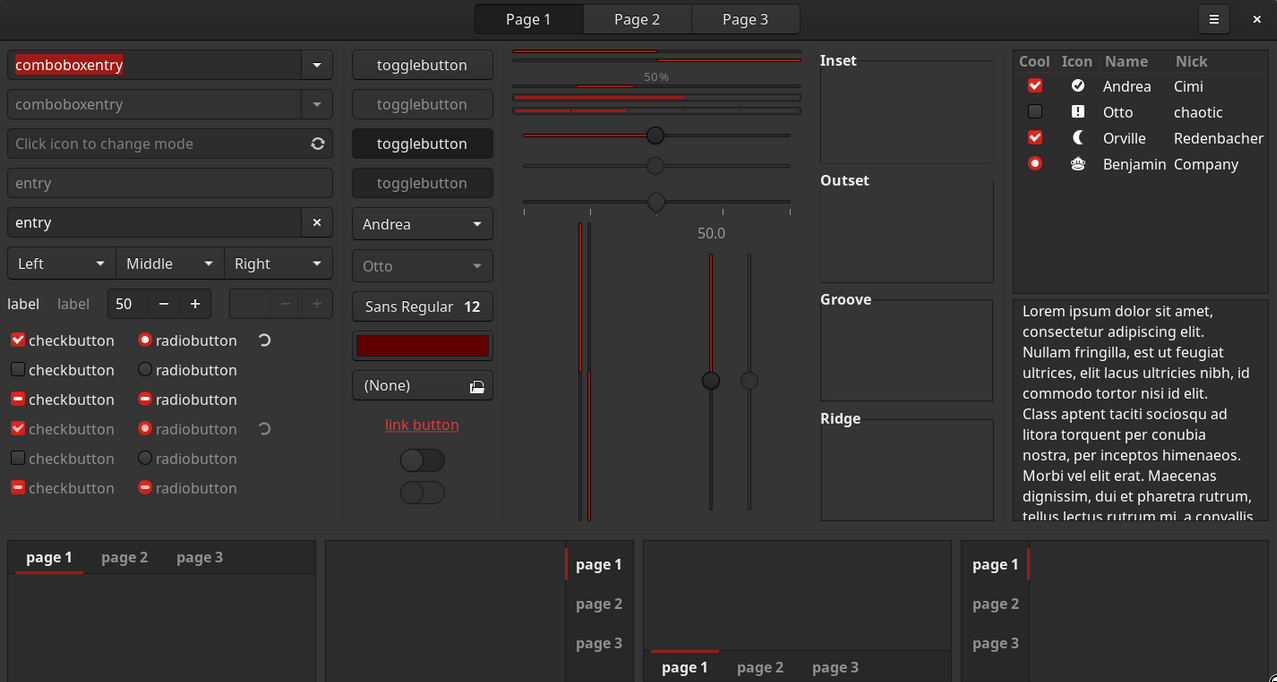 Page 1
Page 2
Page 3
comboboxentry
comboboxentry
Click icon to change mode
entry
entry
Left
Middle
Right
label
label
50
checkbutton
radiobutton
checkbutton
radiobutton
checkbutton
radiobutton
checkbutton
radiobutton
checkbutton
radiobutton
checkbutton
radiobutton
togglebutton
togglebutton
togglebutton
togglebutton
Andrea
Otto
Sans Regular 12
(None)
link button
50%
50.0
Inset
Outset
Groove
Ridge
Cool Icon Name Nick
Andrea Cimi
Otto chaotic
Orville Redenbacher
Benjamin Company
Lorem ipsum dolor sit amet,
consectetur adipiscing elit.
Nullam fringilla, est ut feugiat
ultrices, elit lacus ultricies nibh, id
commodo tortor nisi id elit.
Class aptent taciti sociosqu ad
litora torquent per conubia
nostra, per inceptos himenaeos.
Morbi vel elit erat. Maecenas
dignissim, dui et pharetra rutrum,
tellus lectus rutrum mi, a convallis
page 1
page 2
page 3
page 1
page 2
page 3
page 1
page 2
page 3
page 1
page 2
page 3